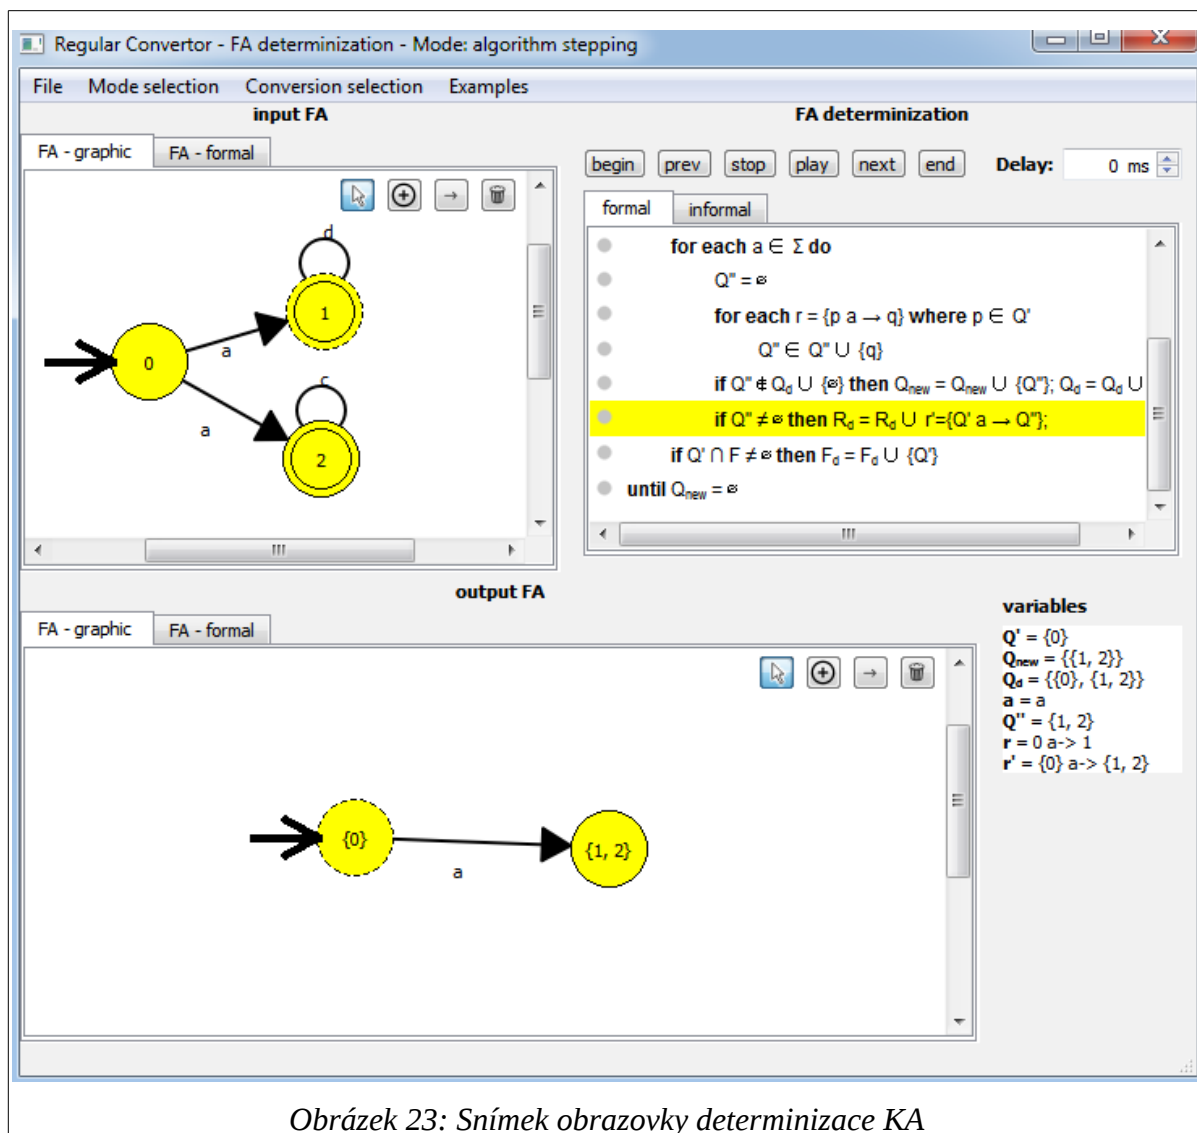 Regular Convertor - FA determinization - Mode: algorithm stepping
File Mode selection Conversion selection Examples
input FA
FA - graphic FA - formal
d
1
0
a
c
a
2
FA determinization
begin prev stop play next end Delay: 0 ms
formal informal
for each a ∈ Σ do
Q" = ∅
for each r = {p a → q} where p ∈ Q'
Q" ∈ Q" ∪ {q}
if Q" ∉ Qd ∪ {∅} then Qnew = Qnew ∪ {Q"}; Qd = Qd ∪
if Q" ≠ ∅ then Rd = Rd ∪ r'={Q' a → Q"};
if Q' ∩ F ≠ ∅ then Fd = Fd ∪ {Q'}
until Qnew = ∅
output FA
FA - graphic FA - formal
{0}
a
{1, 2}
variables
Q' = {0}
Qnew = {{1, 2}}
Qd = {{0}, {1, 2}}
a = a
Q" = {1, 2}
r = 0 a-> 1
r' = {0} a-> {1, 2}
Obrázek 23: Snímek obrazovky determinizace KA